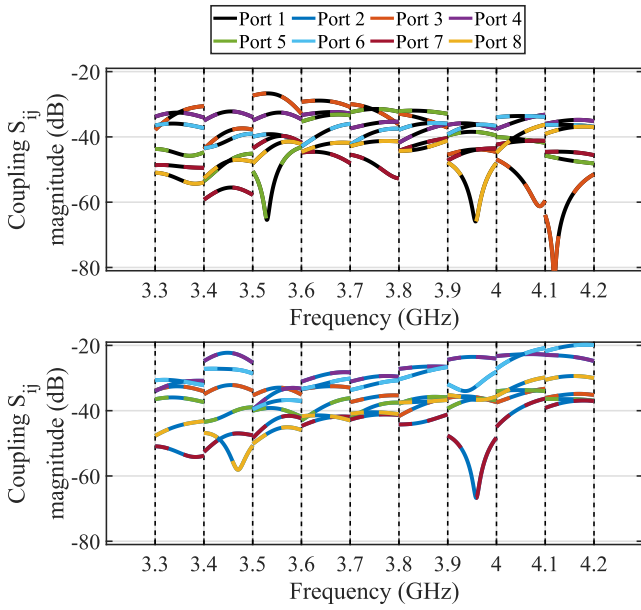 Port 1 Port 2 Port 3 Port 4
Port 5 Port 6 Port 7 Port 8
Coupling S_ij
magnitude (dB)
-20
-40
-60
-80
3.3 3.4 3.5 3.6 3.7 3.8 3.9 4 4.1 4.2
Frequency (GHz)
Coupling S_ij
magnitude (dB)
-20
-40
-60
-80
3.3 3.4 3.5 3.6 3.7 3.8 3.9 4 4.1 4.2
Frequency (GHz)